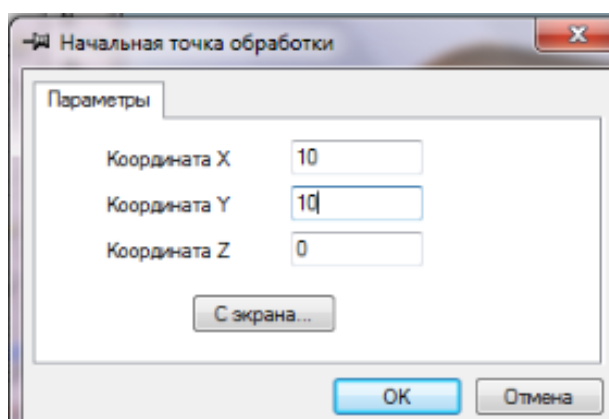 Начальная точка обработки
Параметры
Координата X 10
Координата Y 10
Координата Z 0
С экрана...
OK Отмена